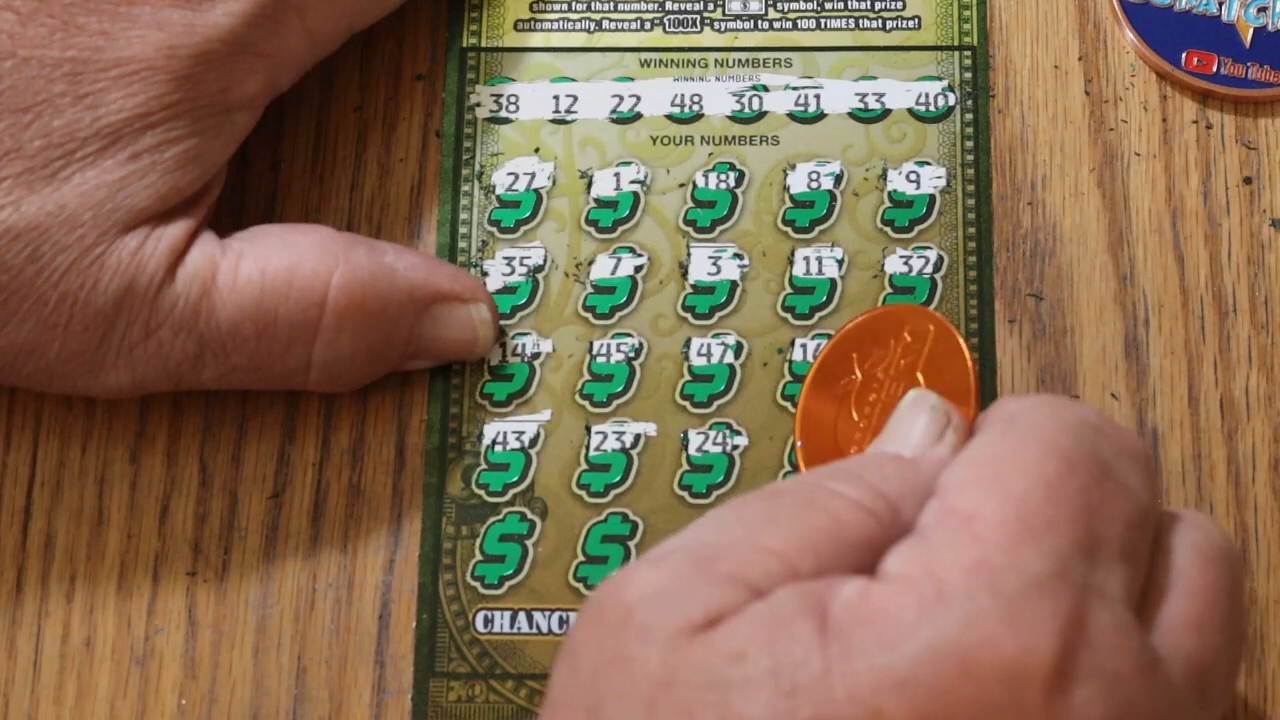 shown for that number. Reveal a " $ " symbol, win that prize
automatically. Reveal a " 100X " symbol to win 100 TIMES that prize!
WINNING NUMBERS
WINNING NUMBERS
38 12 22 48 30 41 33 40
YOUR NUMBERS
27 1 18 8 9
$ $ $ $ $
35 7 3 11 32
$ $ $ $ $
14 45 47
$ $ $ $
43 23 24
$ $ $
$ $
CHANC
YouTube